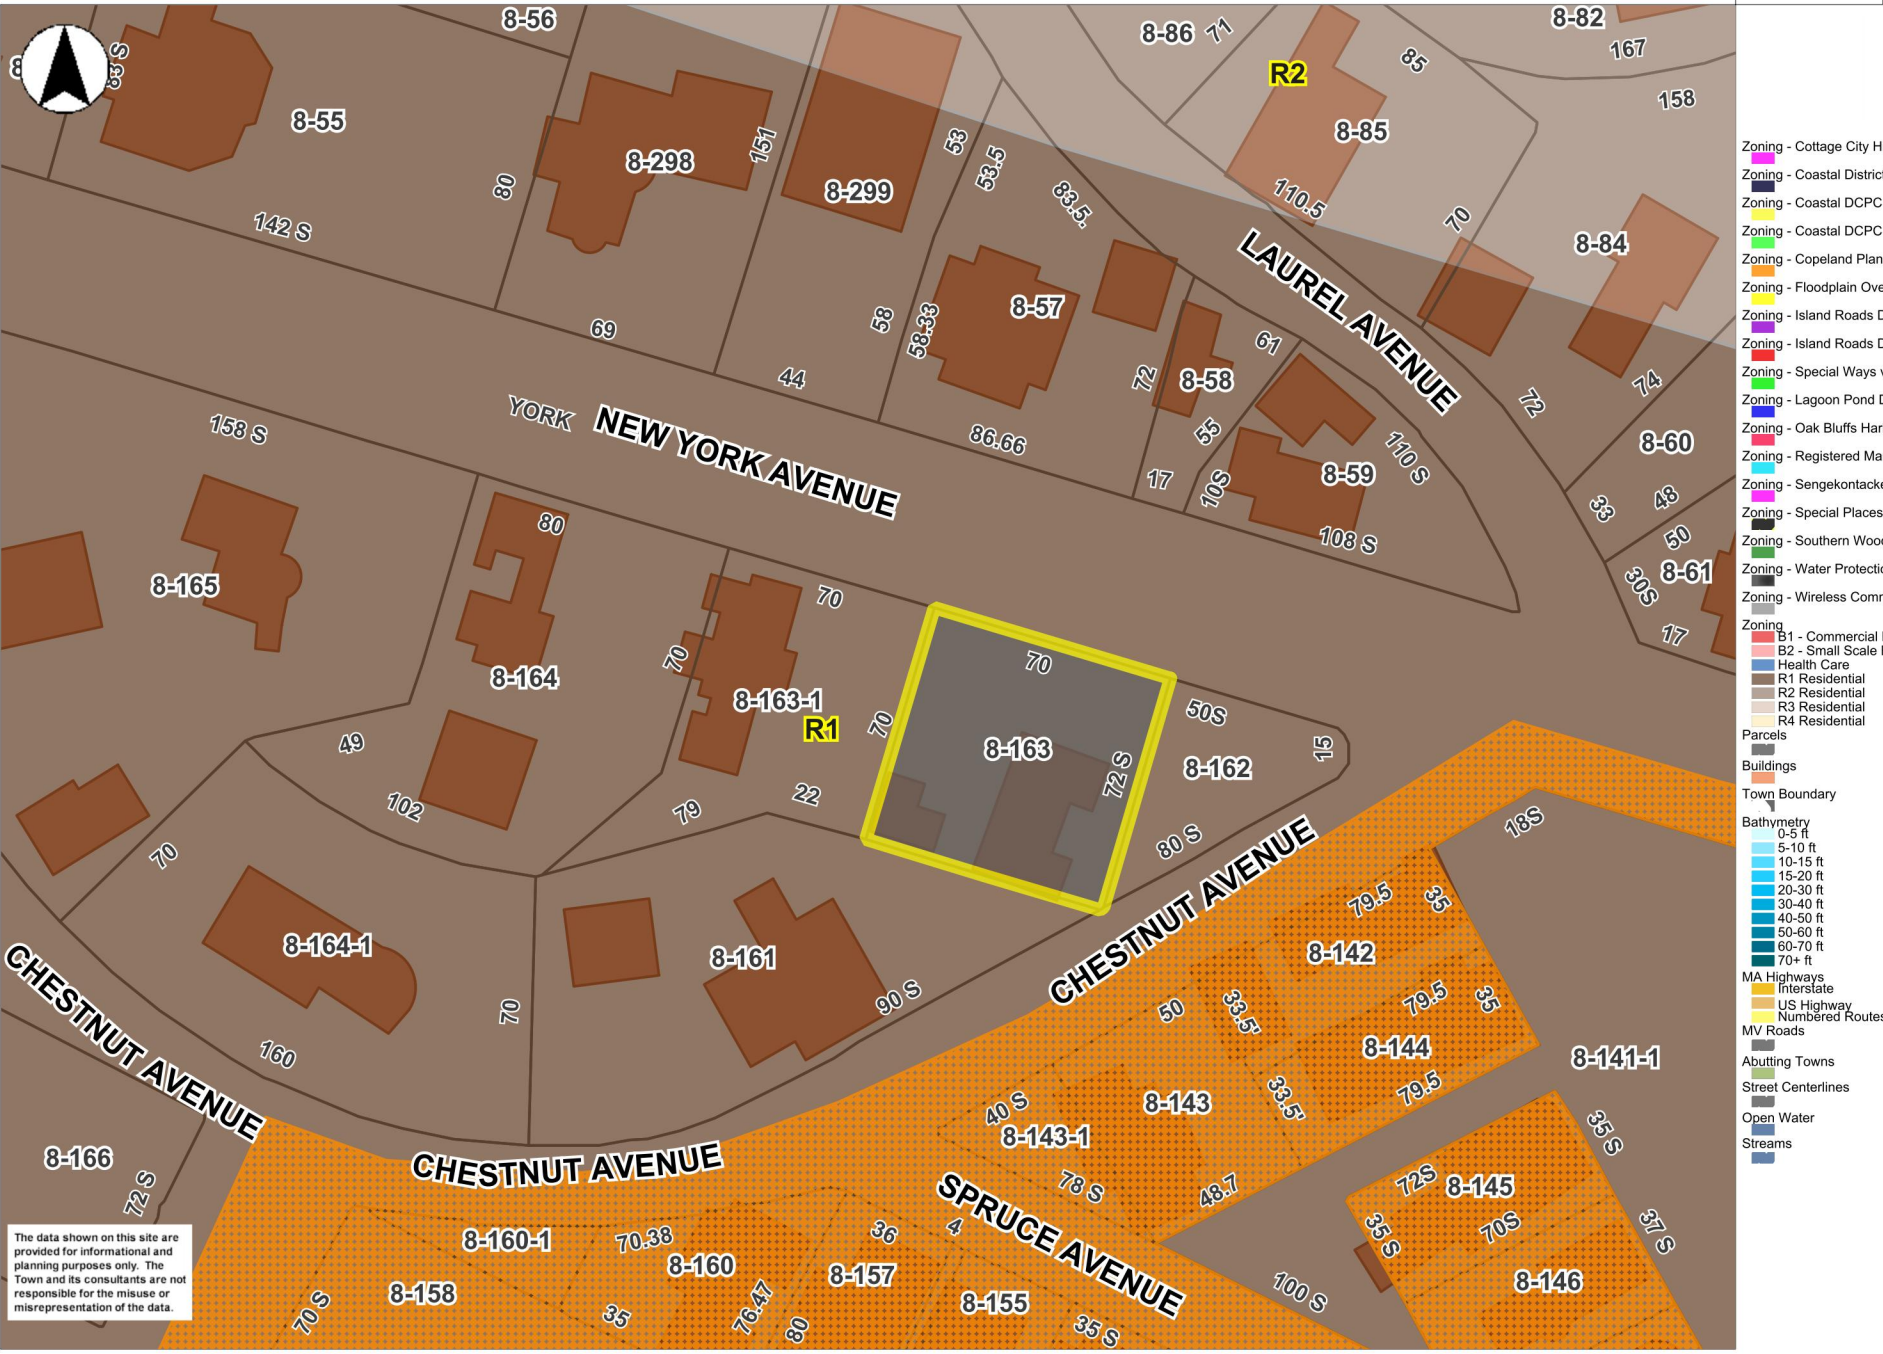 8-56
8-86
71
8-82
167
R2
85
158
83 S
8-55
8-298
151
8-299
53
53.5
83.5.
8-85
110.5
70
8-84
80
142 S
LAUREL AVENUE
69
58
58.33
8-57
44
72
8-58
61
72
74
158 S
YORK
NEW YORK AVENUE
86.66
55
17
10S
8-59
110 S
108 S
8-60
33
48
50
8-61
30S
17
80
8-165
8-164
70
70
8-163-1
R1
70
70
8-163
72 S
50S
8-162
15
49
102
79
22
80 S
18S
70
CHESTNUT AVENUE
79.5
35
8-142
8-164-1
8-161
90 S
50
33.5'
79.5
35
8-144
CHESTNUT AVENUE
70
160
40 S
8-143
33.5'
79.5
8-141-1
8-143-1
35 S
8-166
72 S
CHESTNUT AVENUE
78 S
48.7
72S
8-145
SPRUCE AVENUE
35 S
70S
37 S
8-160-1
70.38
8-160
36
4
8-157
8-158
8-155
100 S
8-146
70 S
35
76.47
80
35 S
The data shown on this site are
provided for informational and
planning purposes only. The
Town and its consultants are not
responsible for the misuse or
misrepresentation of the data.
Zoning - Cottage City H
Zoning - Coastal Distric
Zoning - Coastal DCPC
Zoning - Coastal DCPC
Zoning - Copeland Plan
Zoning - Floodplain Ove
Zoning - Island Roads D
Zoning - Island Roads D
Zoning - Special Ways
Zoning - Lagoon Pond D
Zoning - Oak Bluffs Har
Zoning - Registered Ma
Zoning - Sengekontacke
Zoning - Special Places
Zoning - Southern Woo
Zoning - Water Protectio
Zoning - Wireless Comm
Zoning
B1 - Commercial
B2 - Small Scale
Health Care
R1 Residential
R2 Residential
R3 Residential
R4 Residential
Parcels
Buildings
Town Boundary
Bathymetry
0-5 ft
5-10 ft
10-15 ft
15-20 ft
20-30 ft
30-40 ft
40-50 ft
50-60 ft
60-70 ft
70+ ft
MA Highways
Interstate
US Highway
Numbered Routes
MV Roads
Abutting Towns
Street Centerlines
Open Water
Streams